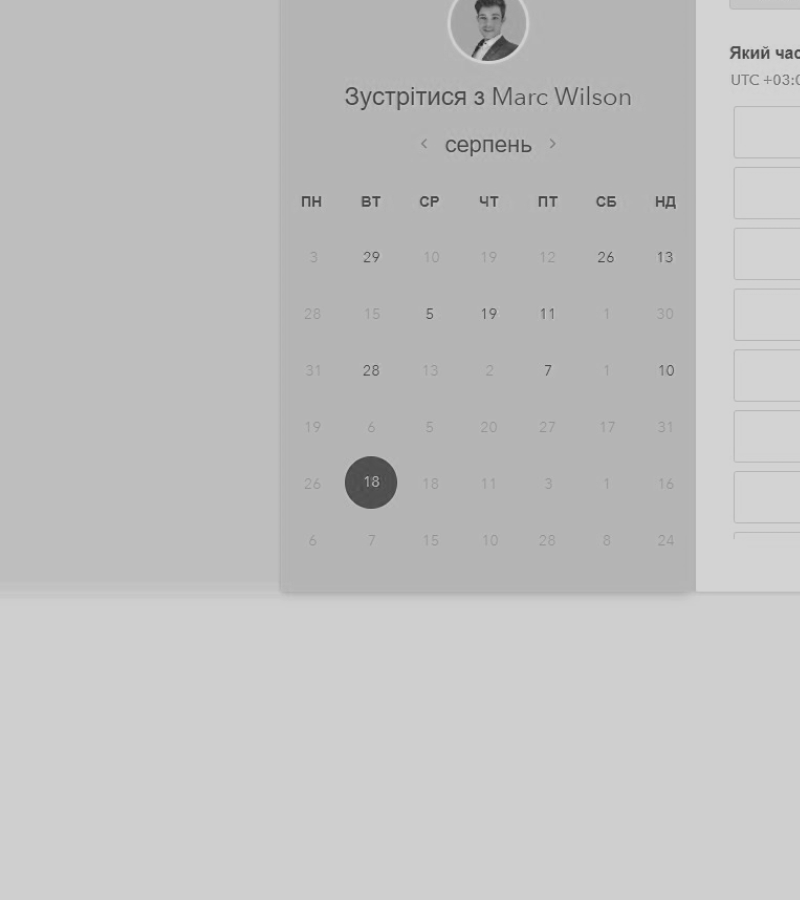 Зустрітися з Marc Wilson
‹ серпень ›
ПН ВТ СР ЧТ ПТ СБ НД
3 29 10 19 12 26 13
28 15 5 19 11 1 30
31 28 13 2 7 1 10
19 6 5 20 27 17 31
26 18 18 11 3 1 16
6 7 15 10 28 8 24
Який час
UTC +03:0